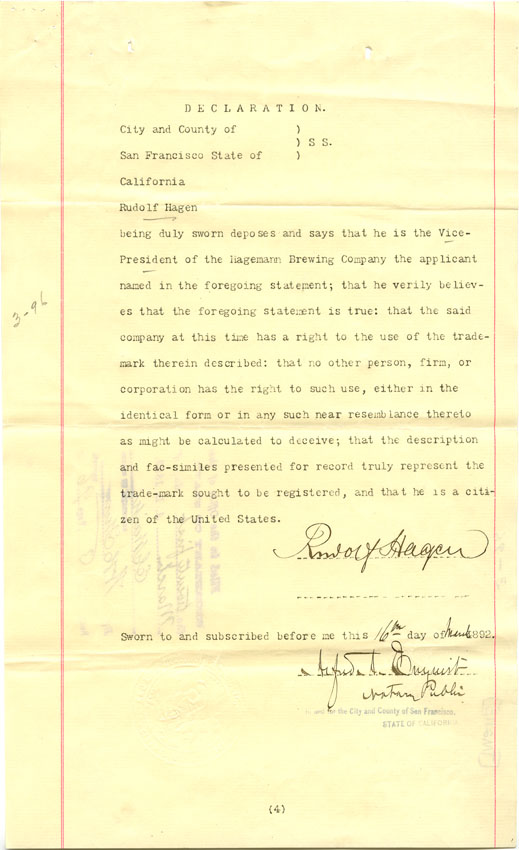 DECLARATION.
City and County of )
) S S.
San Francisco State of )
California
Rudolf Hagen
being duly sworn deposes and says that he is the Vice-
President of the Hagemann Brewing Company the applicant
named in the foregoing statement; that he verily believ-
es that the foregoing statement is true: that the said
company at this time has a right to the use of the trade-
mark therein described: that no other person, firm, or
corporation has the right to such use, either in the
identical form or in any such near resemblance thereto
as might be calculated to deceive; that the description
and fac-similes presented for record truly represent the
trade-mark sought to be registered, and that he is a citi-
zen of the United States.
3-96
Rudolf Hagen
Sworn to and subscribed before me this 16th day of March 1892.
Notary Public
for the City and County of San Francisco,
STATE OF CALIFORNIA
(4)